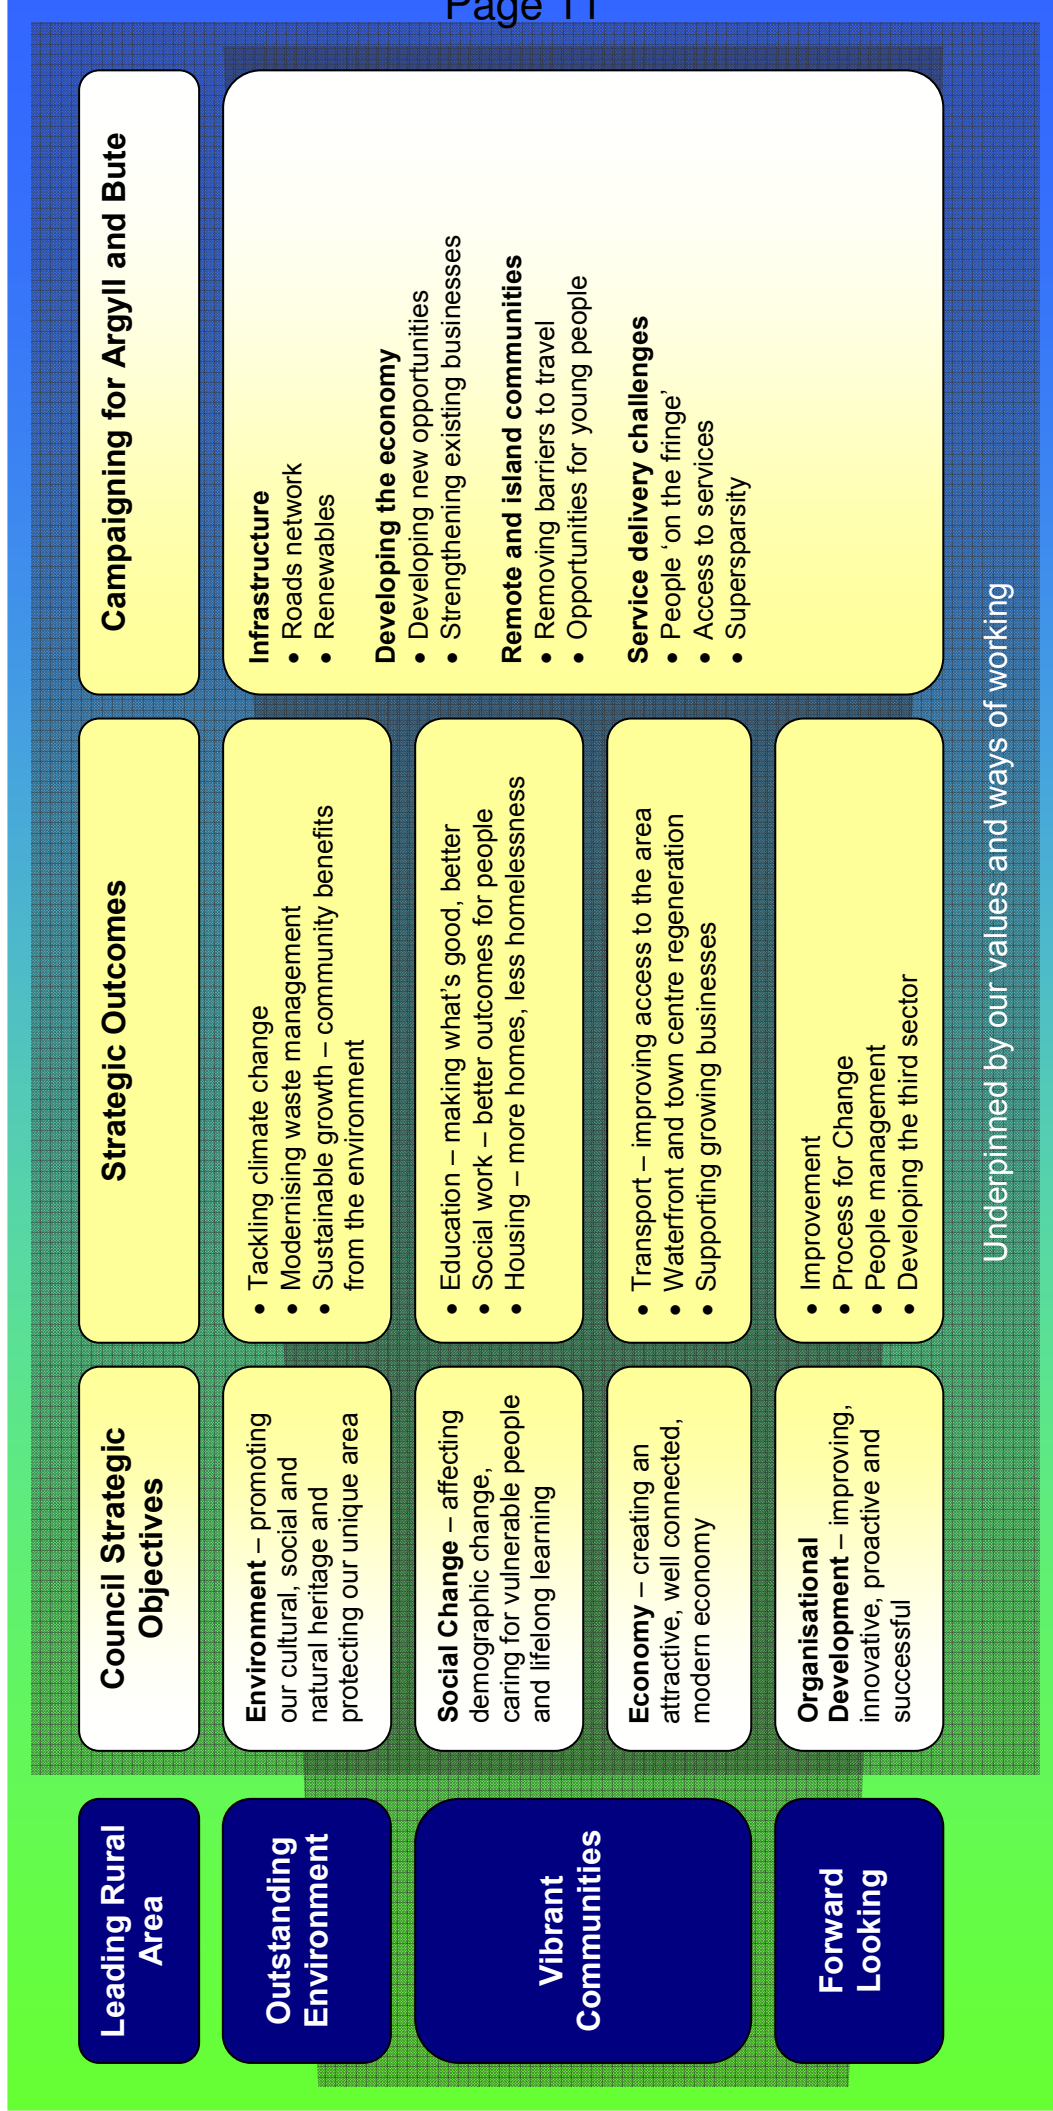 Page 11
Leading Rural
Area
Council Strategic
Objectives
Strategic Outcomes
Campaigning for Argyll and Bute
Outstanding
Environment
Environment – promoting
our cultural, social and
natural heritage and
protecting our unique area
• Tackling climate change
• Modernising waste management
• Sustainable growth – community benefits
from the environment
Vibrant
Communities
Social Change – affecting
demographic change,
caring for vulnerable people
and lifelong learning
• Education – making what’s good, better
• Social work – better outcomes for people
• Housing – more homes, less homelessness
Economy – creating an
attractive, well connected,
modern economy
• Transport – improving access to the area
• Waterfront and town centre regeneration
• Supporting growing businesses
Forward
Looking
Organisational
Development – improving,
innovative, proactive and
successful
• Improvement
• Process for Change
• People management
• Developing the third sector
Infrastructure
• Roads network
• Renewables
Developing the economy
• Developing new opportunities
• Strengthening existing businesses
Remote and island communities
• Removing barriers to travel
• Opportunities for young people
Service delivery challenges
• People ‘on the fringe’
• Access to services
• Supersparsity
Underpinned by our values and ways of working